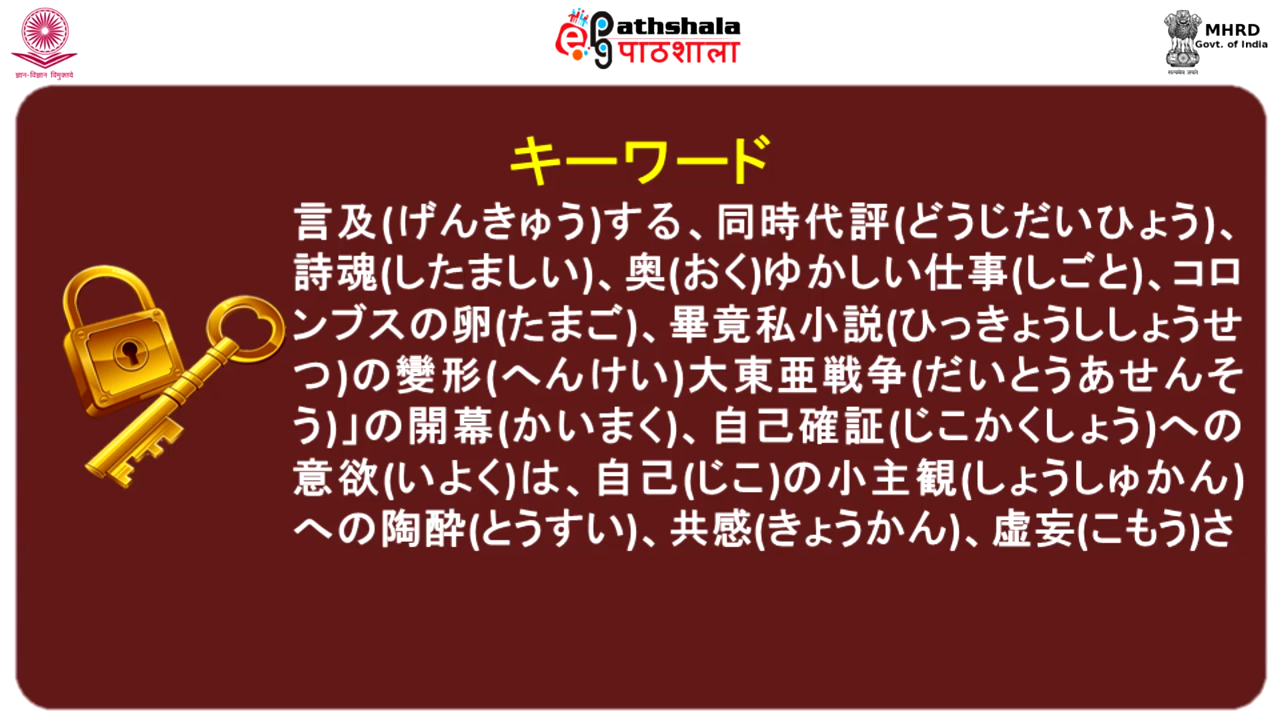 ज्ञान-विज्ञान विमुक्तये
e pg Pathshala
पाठशाला
MHRD
Govt. of India
सत्यमेव जयते
キーワード
言及(げんきゅう)する、同時代評(どうじだいひょう)、
詩魂(したましい)、奥(おく)ゆかしい仕事(しごと)、コロ
ンブスの卵(たまご)、畢竟私小説(ひっきょうししょうせ
つ)の變形(へんけい)大東亜戦争(だいとうあせんそ
う)」の開幕(かいまく)、自己確証(じこかくしょう)への
意欲(いよく)は、自己(じこ)の小主観(しょうしゅかん)
への陶酔(とうすい)、共感(きょうかん)、虚妄(こもう)さ